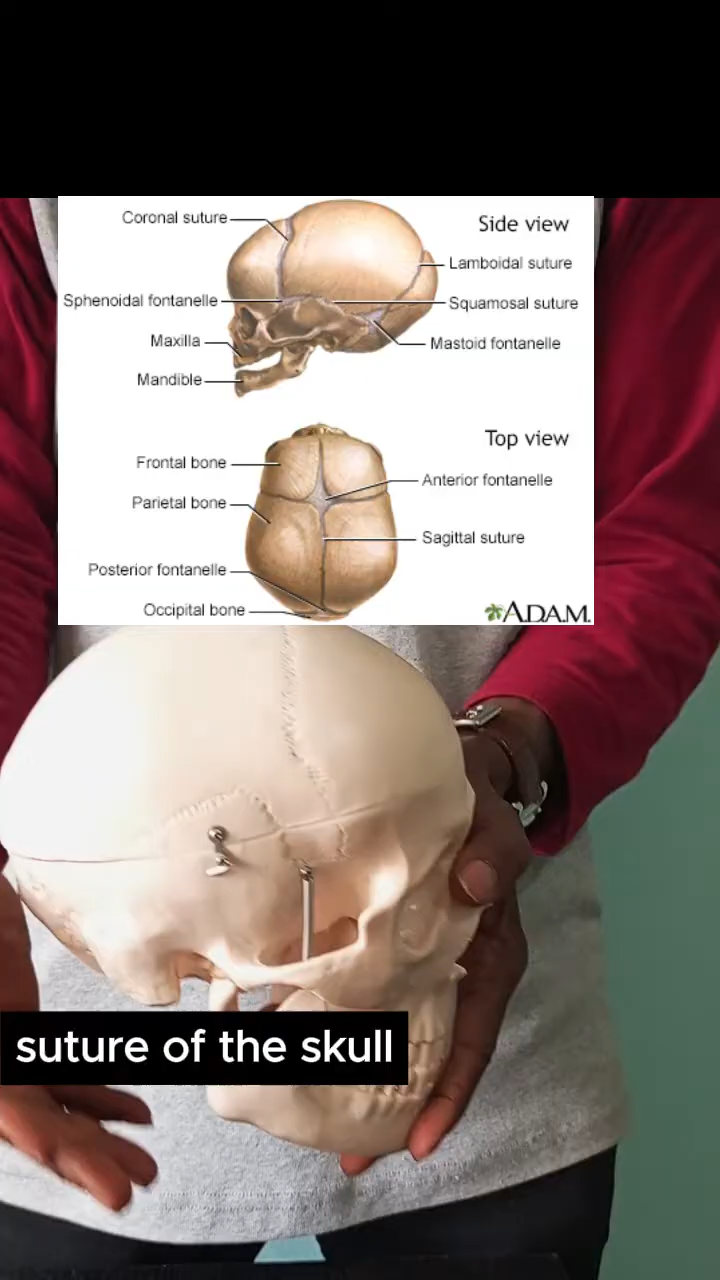 Coronal suture
Side view
Lamboidal suture
Sphenoidal fontanelle
Squamosal suture
Maxilla
Mastoid fontanelle
Mandible
Top view
Frontal bone
Anterior fontanelle
Parietal bone
Sagittal suture
Posterior fontanelle
Occipital bone
A.D.A.M.
suture of the skull